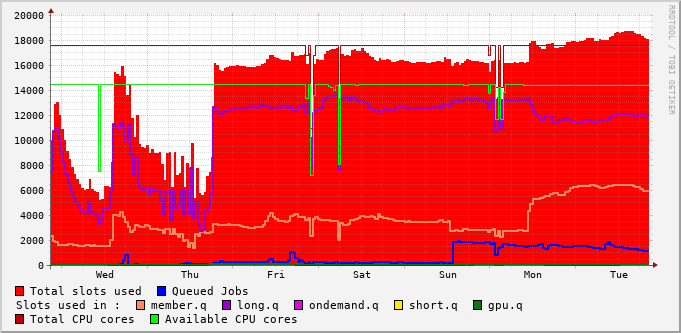 20000
18000
16000
14000
12000
10000
8000
6000
4000
2000
0
Wed Thu Fri Sat Sun Mon Tue
RRDTOOL / TOBI OETIKER
Total slots used Queued Jobs
Slots used in : member.q long.q ondemand.q short.q gpu.q
Total CPU cores Available CPU cores